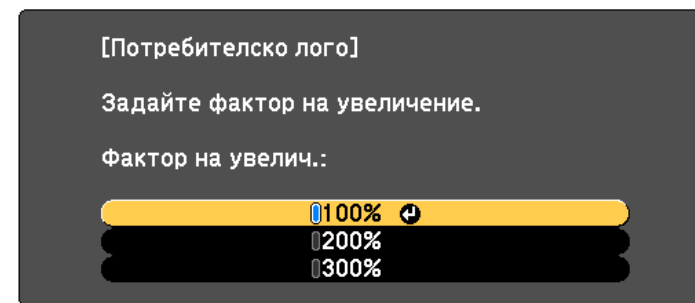 [Потребителско лого]
Задайте фактор на увеличение.
Фактор на увелич.:
100%
200%
300%